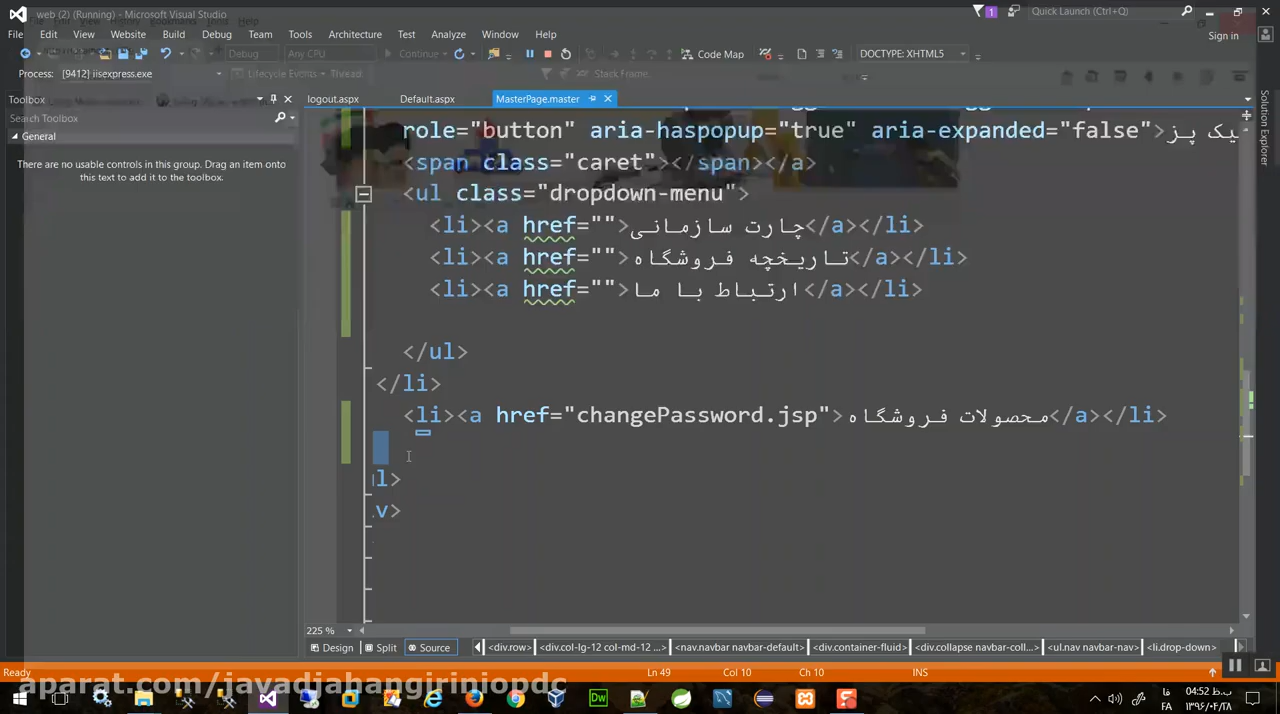 web (2) (Running) - Microsoft Visual Studio
1
Quick Launch (Ctrl+Q)
File Edit View Website Build Debug Team Tools Architecture Test Analyze Window Help
Sign in
Debug Any CPU Continue Code Map DOCTYPE: XHTML5
Process: [9412] iisexpress.exe Lifecycle Events Thread Stack Frame
Toolbox
logout.aspx Default.aspx MasterPage.master
Search Toolbox
General
There are no usable controls in this group. Drag an item onto
this text to add it to the toolbox.
Solution Explorer
role="button" aria-haspopup="true" aria-expanded="false">یک پز
<span class="caret"></span></a>
<ul class="dropdown-menu">
<li><a href="">چارت سازمانی</a></li>
<li><a href="">تاریخچه فروشگاه</a></li>
<li><a href="">ارتباط با ما</a></li>
</ul>
</li>
<li><a href="changePassword.jsp">محصولات فروشگاه</a></li>
ul>
v>
225 %
Design Split Source <div.row> <div.col-lg-12 col-md-12 ...> <nav.navbar navbar-default> <div.container-fluid> <div.collapse navbar-coll...> <ul.nav navbar-nav> <li.drop-down>
Ready Ln 49 Col 10 Ch 10 INS
aparat.com/javadjahangiriniopdc
Dw
فا
FA
04:52 ب.ظ
۱۳۹۶/۰۴/۲۸